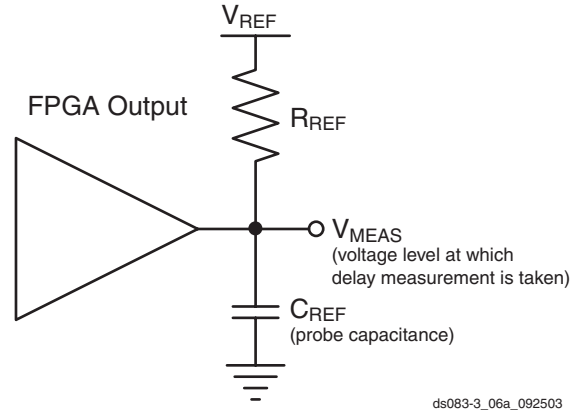 VREF
FPGA Output
RREF
VMEAS
(voltage level at which
delay measurement is taken)
CREF
(probe capacitance)
ds083-3_06a_092503